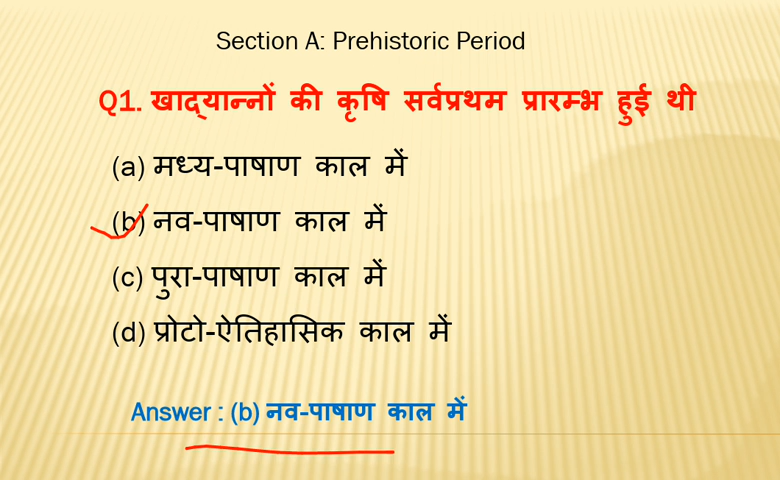 Section A: Prehistoric Period
Q1. खाद्यान्नों की कृषि सर्वप्रथम प्रारम्भ हुई थी
(a) मध्य-पाषाण काल में
(b) नव-पाषाण काल में
(c) पुरा-पाषाण काल में
(d) प्रोटो-ऐतिहासिक काल में
Answer : (b) नव-पाषाण काल में